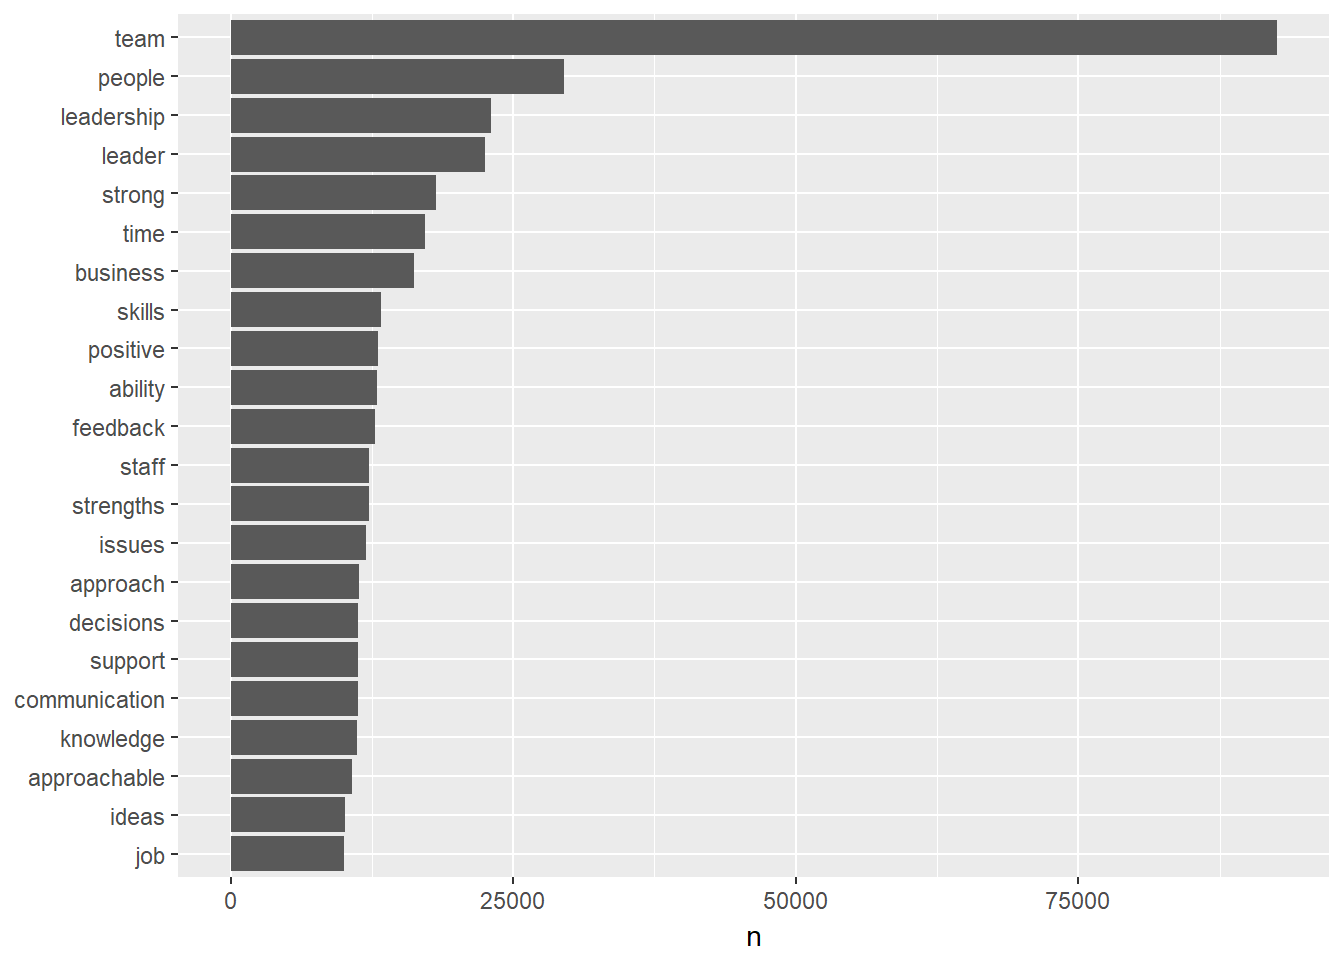 team
people
leadership
leader
strong
time
business
skills
positive
ability
feedback
staff
strengths
issues
approach
decisions
support
communication
knowledge
approachable
ideas
job
0 25000 50000 75000
n